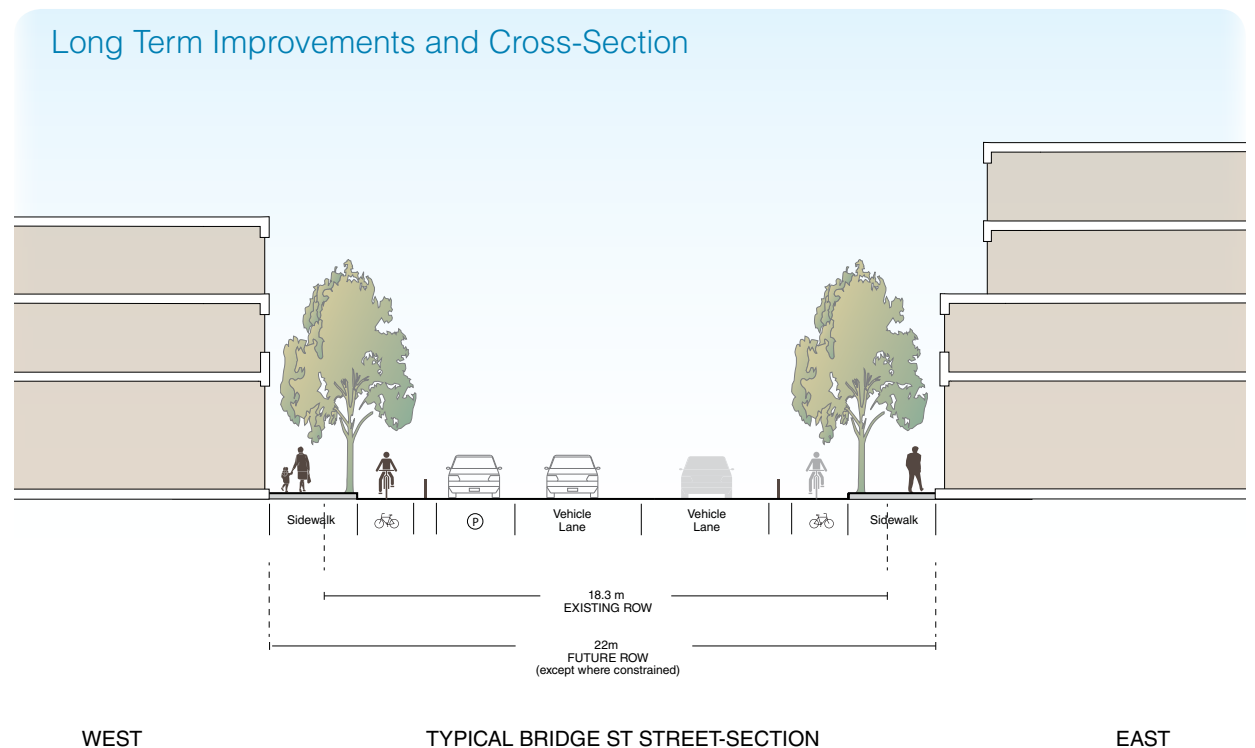 Long Term Improvements and Cross-Section
Sidewalk
P
Vehicle
Lane
Vehicle
Lane
Sidewalk
18.3 m
EXISTING ROW
22m
FUTURE ROW
(except where constrained)
WEST
TYPICAL BRIDGE ST STREET-SECTION
EAST